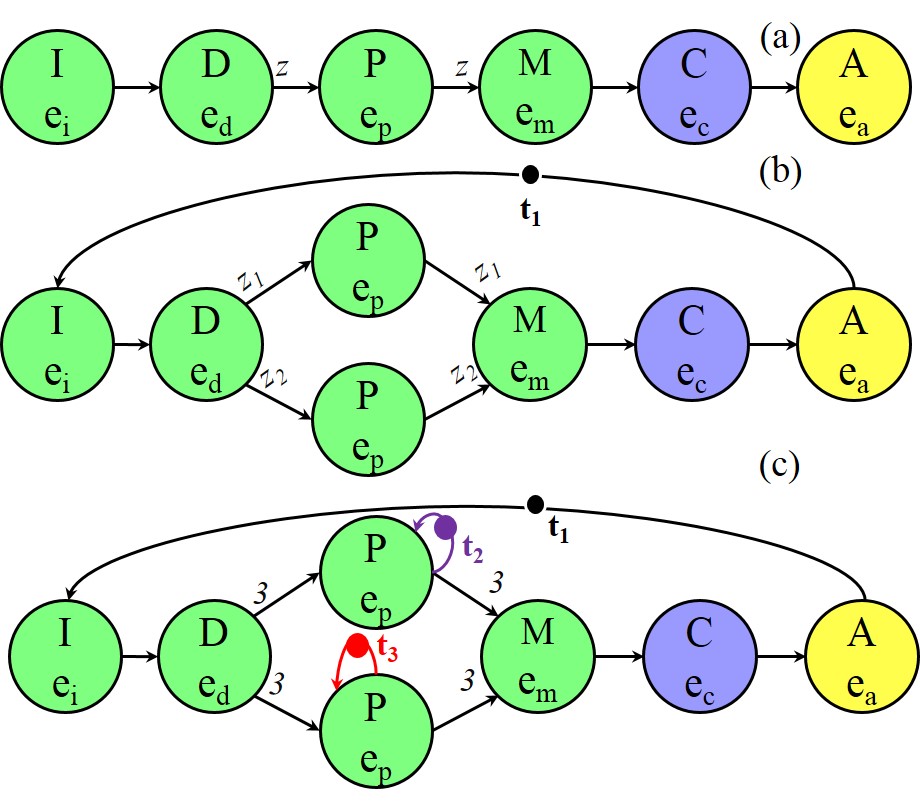 (a)
I D z P z M C A
e_i e_d e_p e_m e_c e_a
(b)
t_1
P
e_p
z_1 z_1
I D M C A
e_i e_d e_m e_c e_a
z_2 z_2
P
e_p
(c)
t_1
P t_2
e_p
3 3
I D t_3 M C A
e_i e_d e_m e_c e_a
3 3
P
e_p